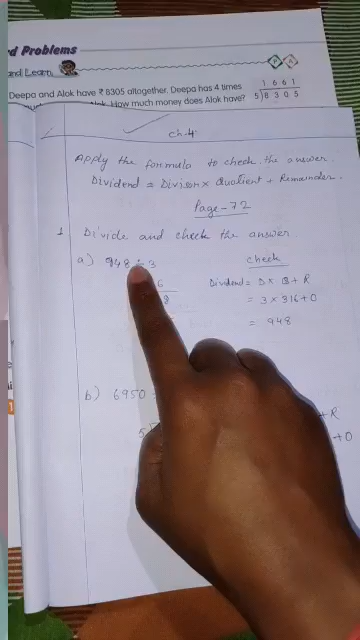 d Problems
and Learn
Deepa and Alok have ₹ 8305 altogether. Deepa has 4 times
How much money does Alok have?
1 6 6 1
5)8 3 0 5
Ch-4
Apply the formula to check the answer.
Dividend = Divisor × Quotient + Remainder.
Page-72
1 Divide and check the answer.
a) 948 ÷ 3
Check
Dividend = D × Q + R
= 3 × 316 + 0
= 948
b) 6950
+ R
+ 0